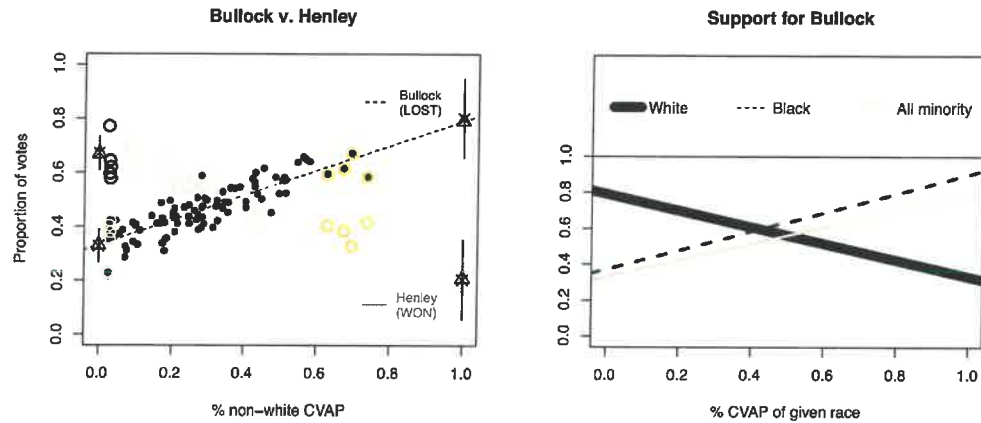 Bullock v. Henley
Proportion of votes
1.0
0.8
0.6
0.4
0.2
0.0
Bullock
(LOST)
Henley
(WON)
0.0 0.2 0.4 0.6 0.8 1.0
% non-white CVAP
Support for Bullock
White Black All minority
1.0
0.8
0.6
0.4
0.2
0.0
0.0 0.2 0.4 0.6 0.8 1.0
% CVAP of given race